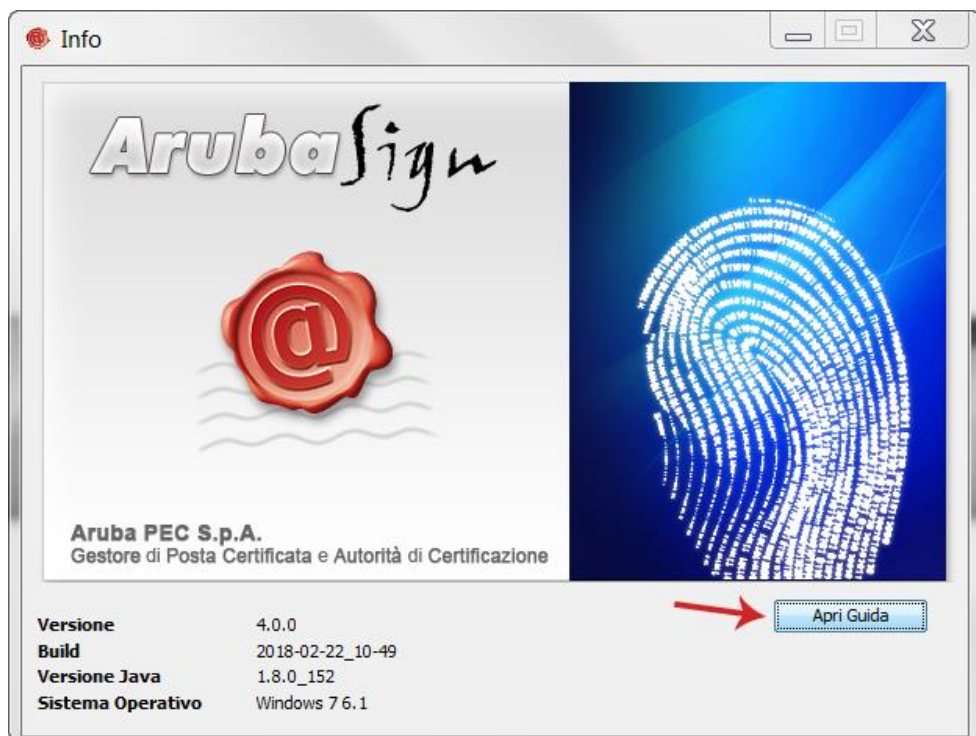 Info
ArubaSign
@
Aruba PEC S.p.A.
Gestore di Posta Certificata e Autorità di Certificazione
Apri Guida
Versione 4.0.0
Build 2018-02-22_10-49
Versione Java 1.8.0_152
Sistema Operativo Windows 7 6.1